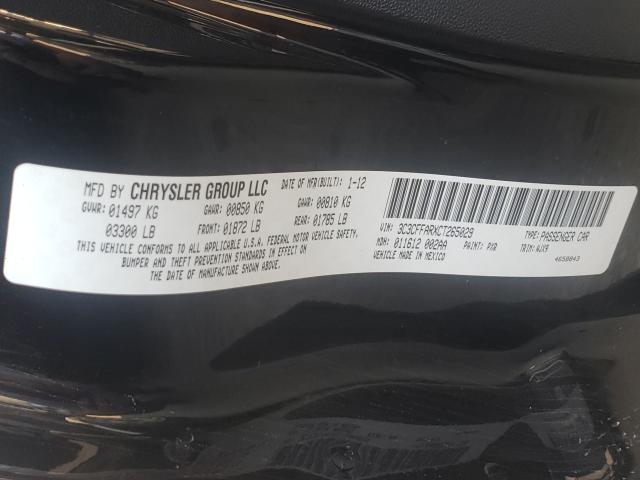 MFD BY CHRYSLER GROUP LLC
DATE OF MFR(BUILT): 1-12
GVWR: 01497 KG GAWR: 00850 KG GAWR: 00810 KG
03300 LB FRONT: 01872 LB REAR: 01785 LB
THIS VEHICLE CONFORMS TO ALL APPLICABLE U.S.A. FEDERAL MOTOR VEHICLE SAFETY,
BUMPER AND THEFT PREVENTION STANDARDS IN EFFECT ON
THE DATE OF MANUFACTURE SHOWN ABOVE.
VIN: 3C3CFFARXCT265029 TYPE: PASSENGER CAR
MDH: 011612 002AA PAINT: PXR TRIM: AJX9
VEHICLE MADE IN MEXICO 4658843